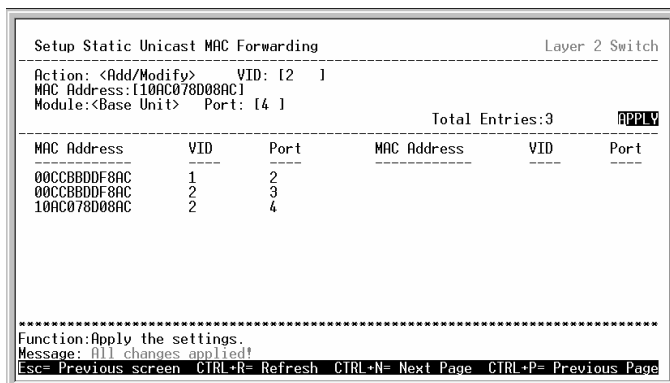 Setup Static Unicast MAC Forwarding Layer 2 Switch
Action: <Add/Modify> VID: [2 ]
MAC Address:[10AC078D08AC]
Module:<Base Unit> Port: [4 ]
Total Entries:3 APPLY
MAC Address VID Port MAC Address VID Port
00CCBBDDF8AC 1 2
00CCBBDDF8AC 2 3
10AC078D08AC 2 4
Function:Apply the settings.
Message: All changes applied!
Esc= Previous screen CTRL+R= Refresh CTRL+N= Next Page CTRL+P= Previous Page